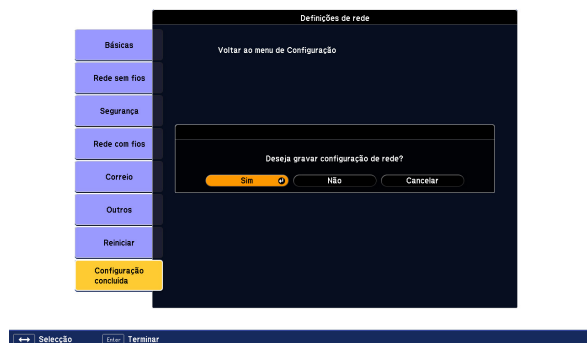 Definições de rede
Básicas
Voltar ao menu de Configuração
Rede sem fios
Segurança
Rede com fios
Deseja gravar configuração de rede?
Sim
Não
Cancelar
Correio
Outros
Reiniciar
Configuração
concluída
Selecção
Enter Terminar